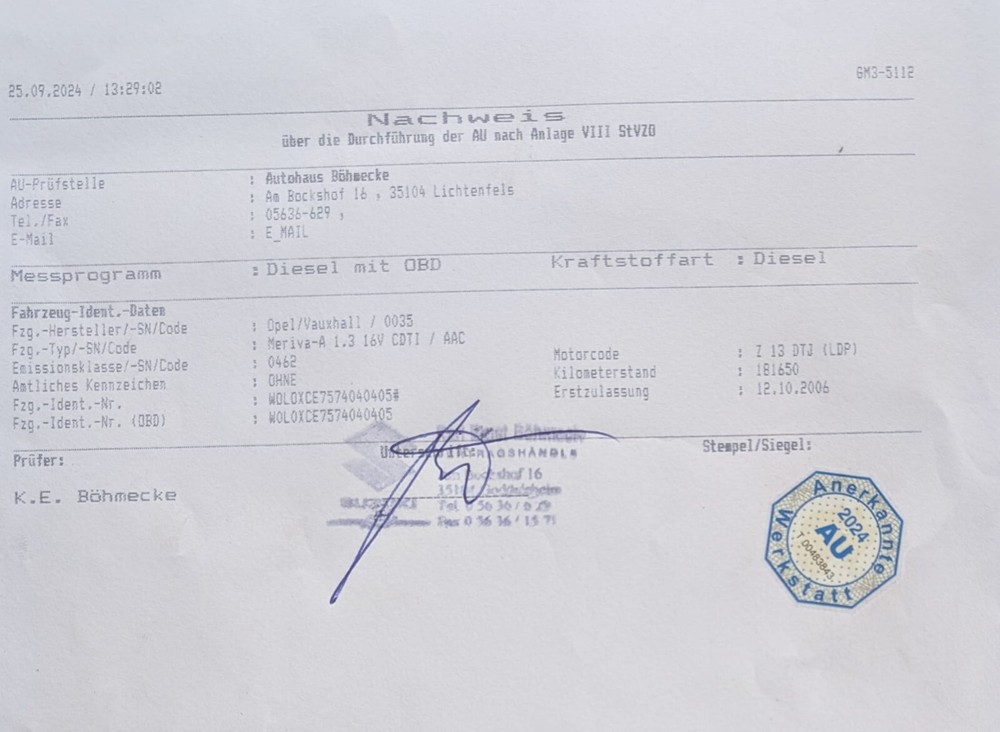 25.09.2024 / 13:29:02 GM3-5112
Nachweis
über die Durchführung der AU nach Anlage VIII StVZO
AU-Prüfstelle : Autohaus Böhmecke
Adresse : Am Bockshof 16 , 35104 Lichtenfels
Tel./Fax : 05636-629 ,
E-Mail : E_MAIL
Messprogramm : Diesel mit OBD Kraftstoffart : Diesel
Fahrzeug-Ident.-Daten
Fzg.-Hersteller/-SN/Code : Opel/Vauxhall / 0035
Fzg.-Typ/-SN/Code : Meriva-A 1.3 16V CDTI / AAC
Emissionsklasse/-SN/Code : 0462 Motorcode : Z 13 DTJ (LDP)
Amtliches Kennzeichen : OHNE Kilometerstand : 181650
Fzg.-Ident.-Nr. : W0L0XCE7574040405# Erstzulassung : 12.10.2006
Fzg.-Ident.-Nr. (OBD) : W0L0XCE7574040405
Prüfer: Stempel/Siegel:
K.E. Böhmecke
Böhmecke
16
Tel. 0 56 36 / 6 29
Fax 0 56 36 / 15 71
SUZUKI
Anerkannte
Werkstatt
2024
AU
T 00483843